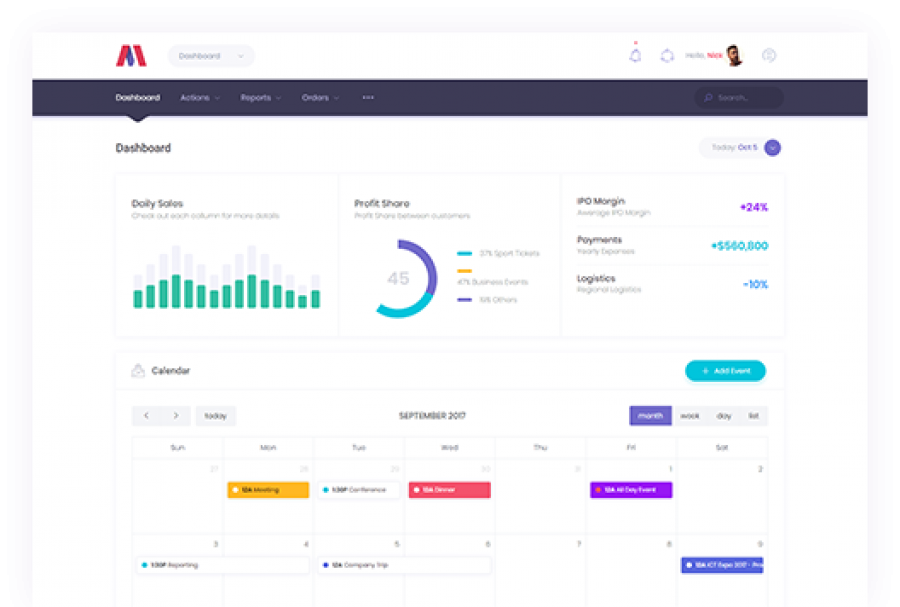 Dashboard
Hello, Nick
Dashboard Actions Reports Orders
Search...
Dashboard
Today: Oct 5
Daily Sales
Check out each collumn for more details
Profit Share
Profit Share between customers
45
37% Sport Tickets
47% Business Events
19% Others
IPO Margin
Awerage IPO Margin
+24%
Payments
Yearly Expenses
+$560,800
Logistics
Regional Logistics
-10%
Calendar
+ Add Event
today
SEPTEMBER 2017
month week day list
Sun Mon Tue Wed Thu Fri Sat
27 28 29 30 31 1 2
12A Meeting
1:30P Conference
12A Dinner
12A All Day Event
3 4 5 6 7 8 9
1:30P Reporting
12A Company Trip
12A ICT Expo 2017 - Pro